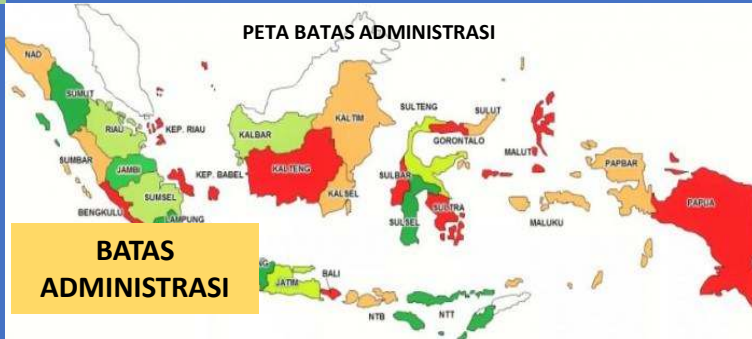 PETA BATAS ADMINISTRASI
NAD
SUMUT
RIAU
KEP. RIAU
SUMBAR
JAMBI
SUMSEL
KEP. BABEL
BENGKULU
LAMPUNG
KALBAR
KALTENG
KALTIM
KALSEL
SULTENG
SULUT
GORONTALO
SULBAR
SULSEL
SULTRA
MALUT
MALUKU
PAPBAR
PAPUA
BATAS
ADMINISTRASI
JATIM
BALI
NTB
NTT